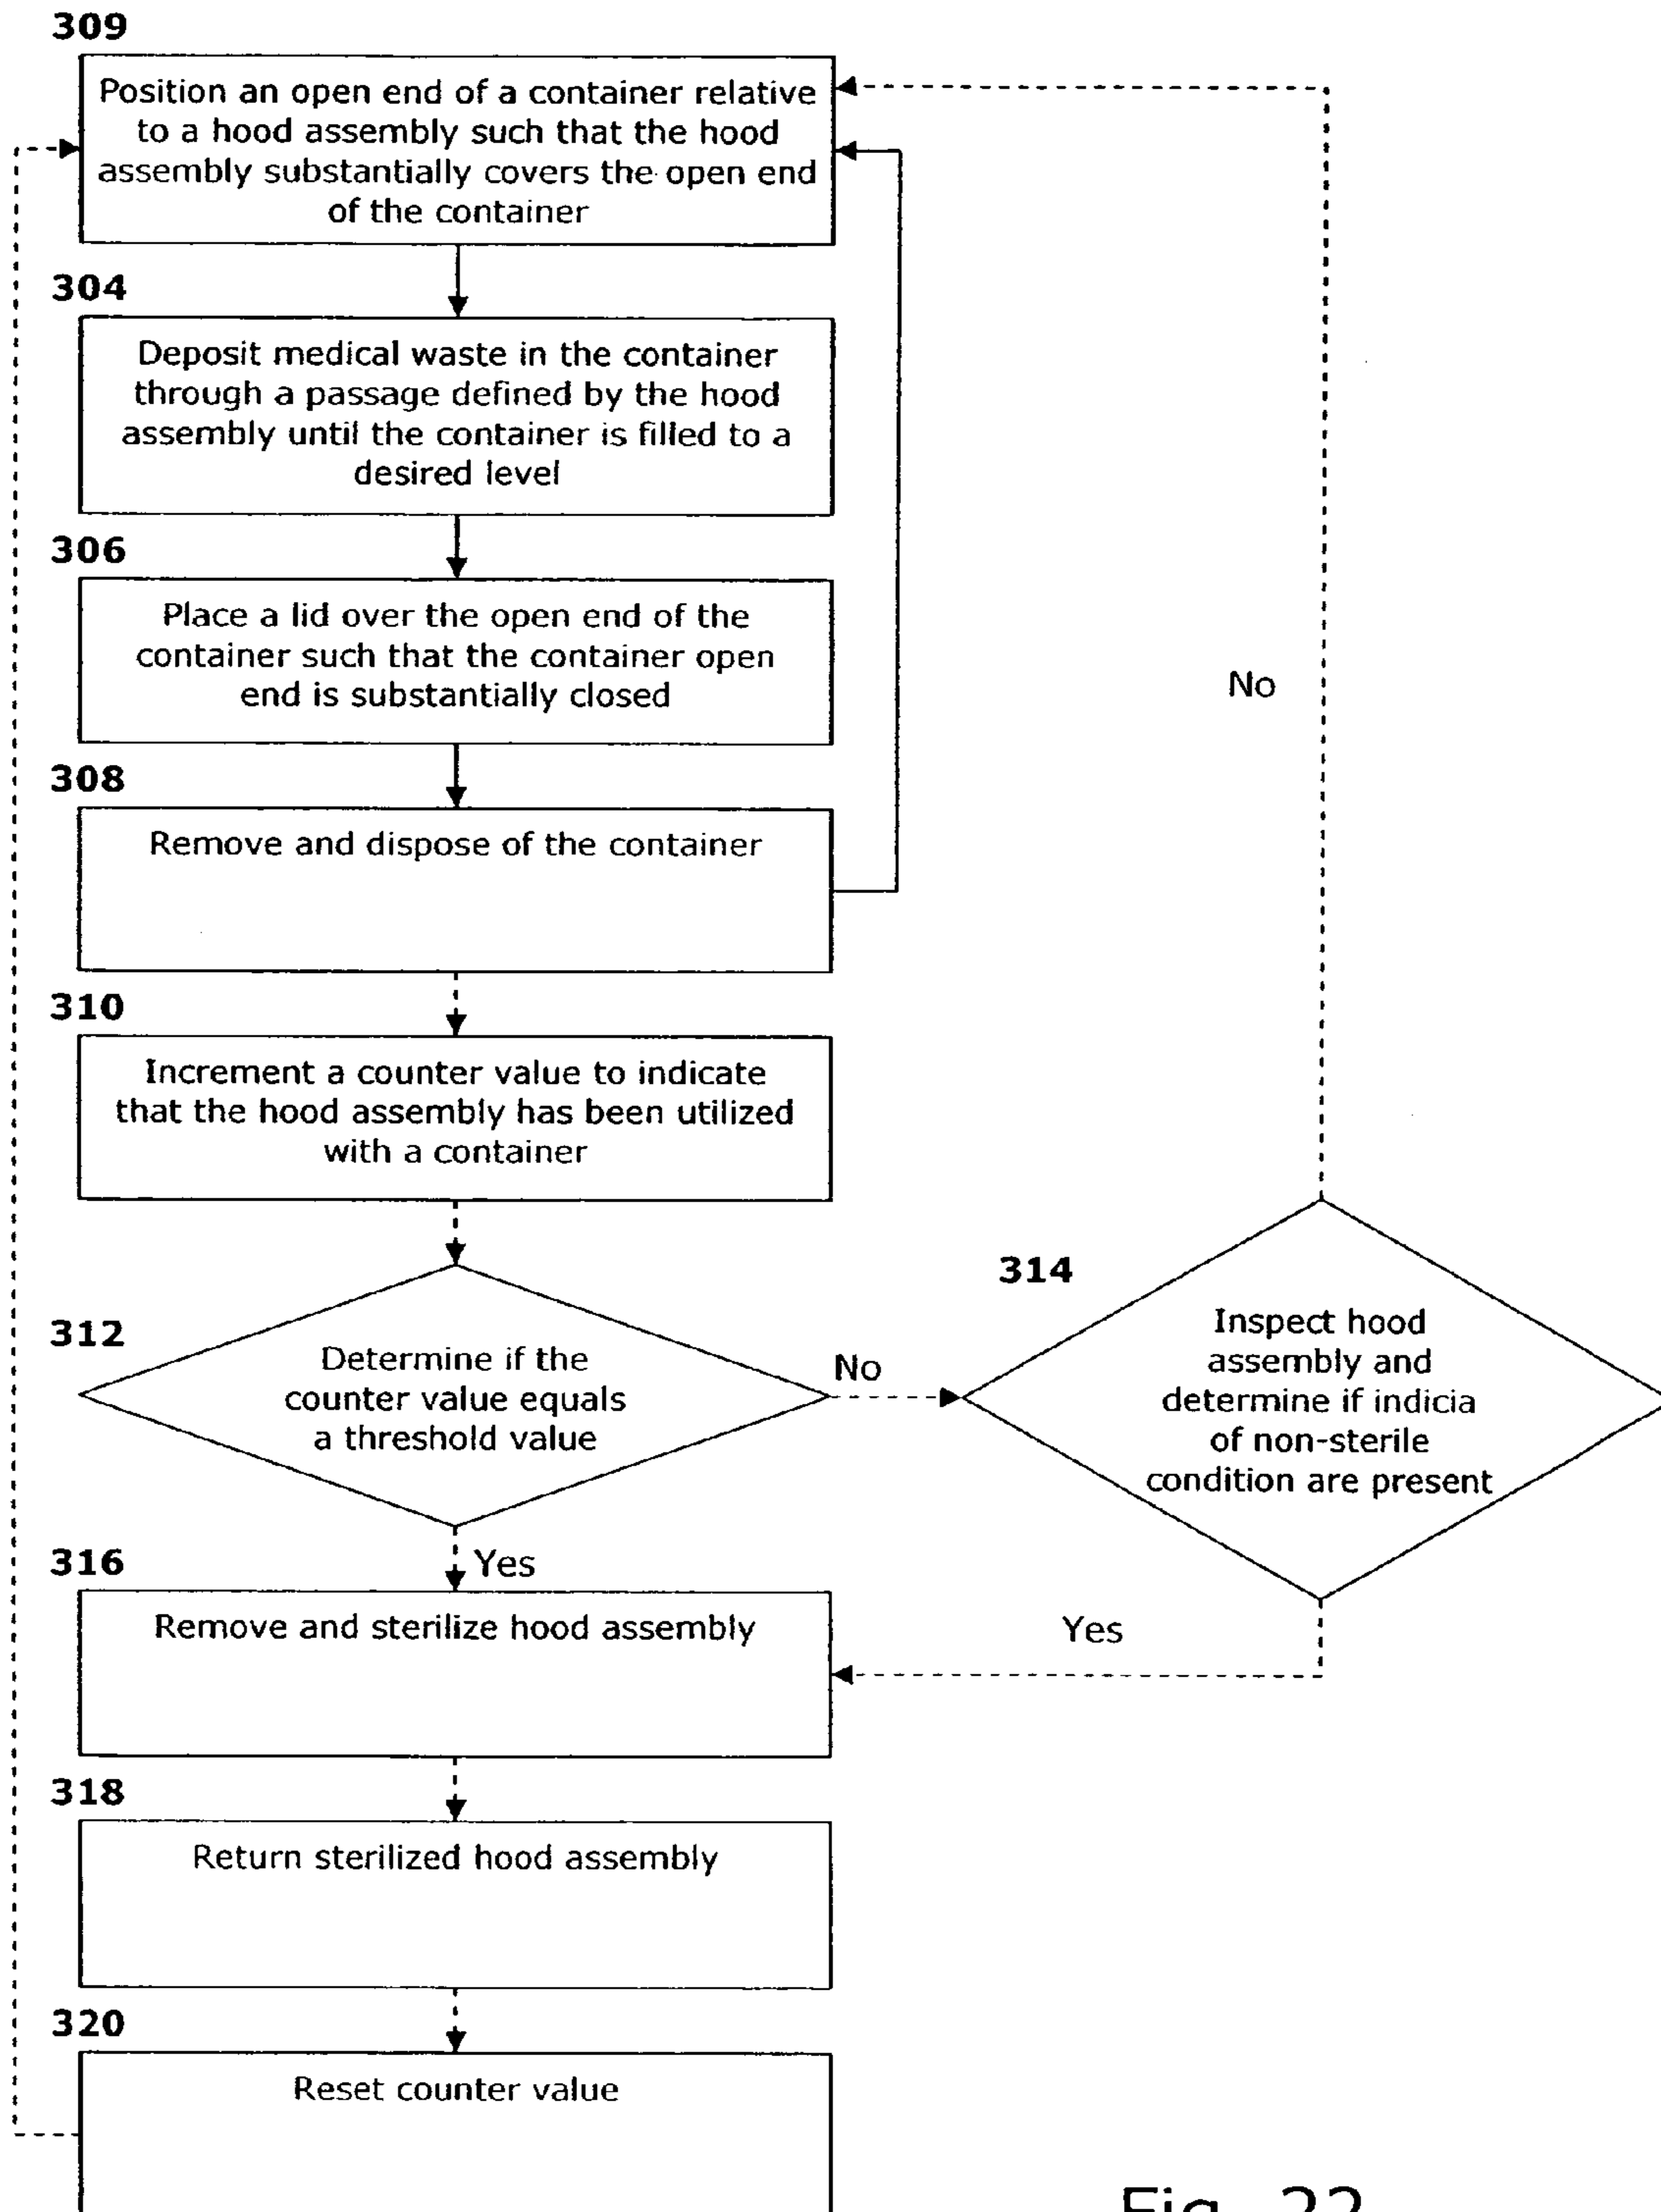 309
Position an open end of a container relative
to a hood assembly such that the hood
assembly substantially covers the open end
of the container
304
Deposit medical waste in the container
through a passage defined by the hood
assembly until the container is filled to a
desired level
306
Place a lid over the open end of the
container such that the container open
end is substantially closed
No
308
Remove and dispose of the container
310
Increment a counter value to indicate
that the hood assembly has been utilized
with a container
312
Determine if the
counter value equals
a threshold value
No
314
Inspect hood
assembly and
determine if indicia
of non-sterile
condition are present
Yes
316
Remove and sterilize hood assembly
Yes
318
Return sterilized hood assembly
320
Reset counter value
Fig. 22